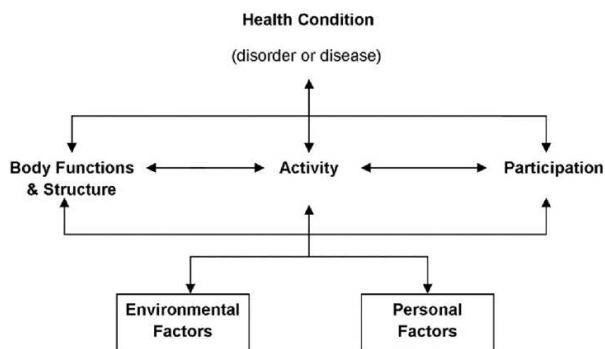 Health Condition
(disorder or disease)
Body Functions
& Structure
Activity
Participation
Environmental
Factors
Personal
Factors